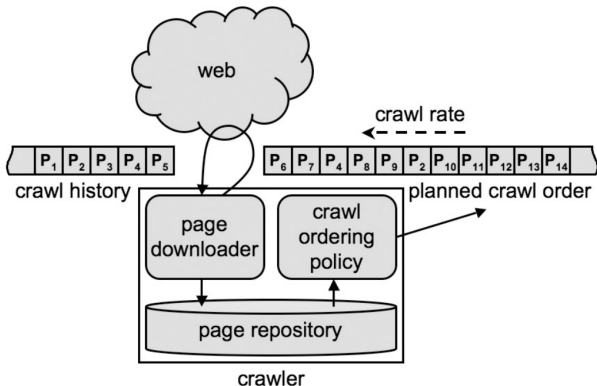 web
crawl rate
P1 P2 P3 P4 P5
P6 P7 P4 P8 P9 P2 P10 P11 P12 P13 P14
crawl history
planned crawl order
page
downloader
crawl
ordering
policy
page repository
crawler